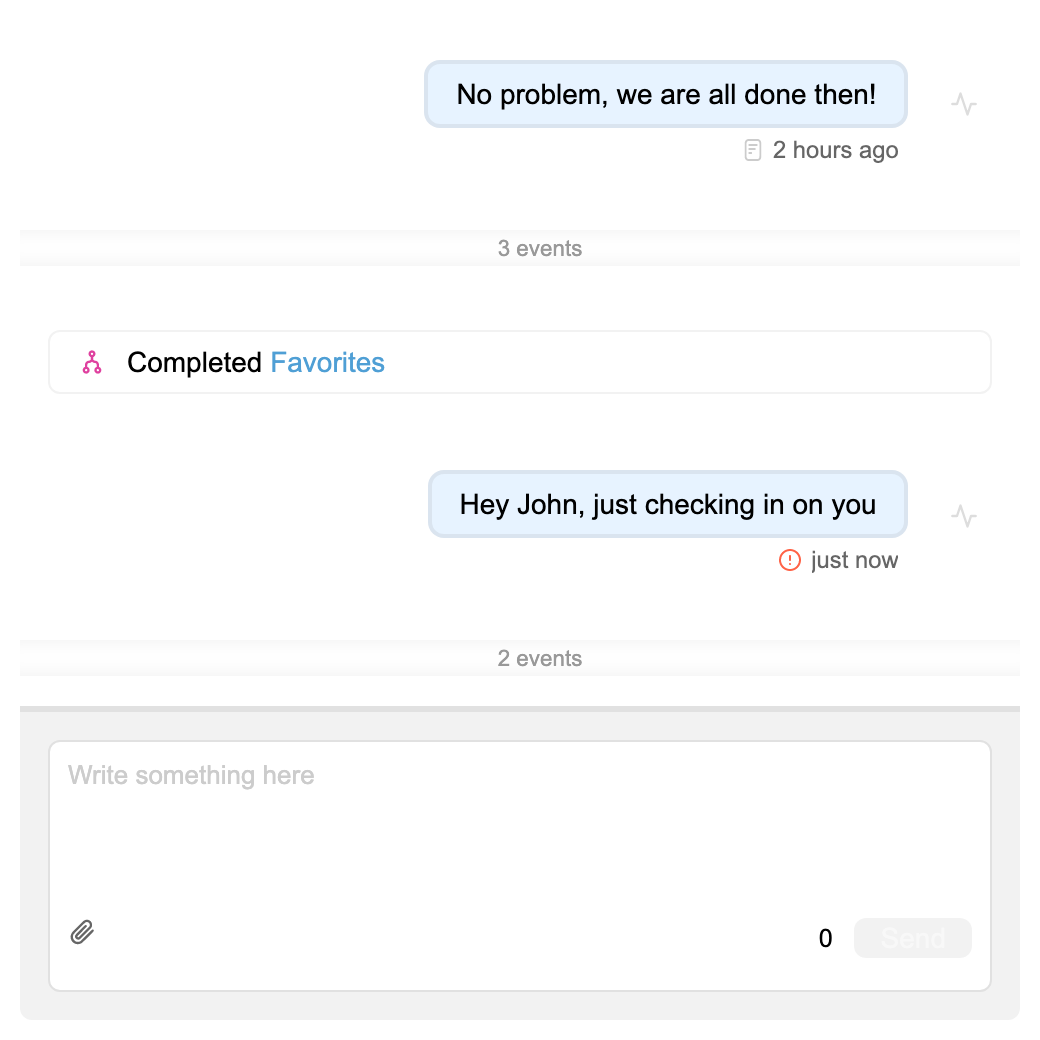 No problem, we are all done then!
2 hours ago
3 events
Completed Favorites
Hey John, just checking in on you
just now
2 events
Write something here
0 Send